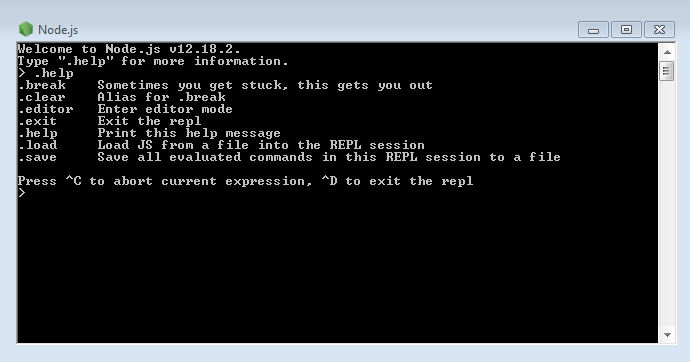 Node.js
Welcome to Node.js v12.18.2.
Type ".help" for more information.
> .help
.break    Sometimes you get stuck, this gets you out
.clear    Alias for .break
.editor   Enter editor mode
.exit     Exit the repl
.help     Print this help message
.load     Load JS from a file into the REPL session
.save     Save all evaluated commands in this REPL session to a file
Press ^C to abort current expression, ^D to exit the repl
>